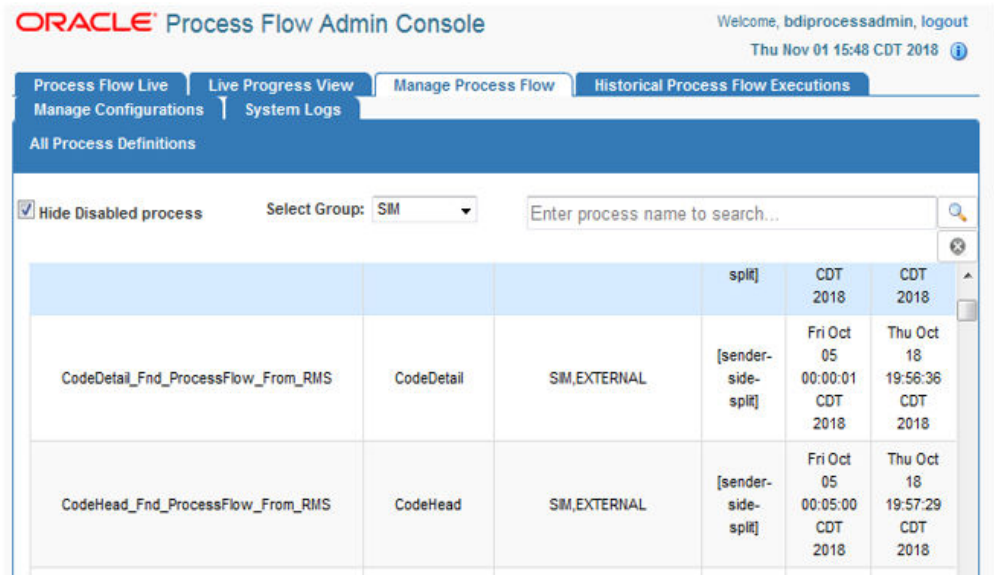 ORACLE Process Flow Admin Console
Welcome, bdiprocessadmin, logout
Thu Nov 01 15:48 CDT 2018
Process Flow Live
Live Progress View
Manage Process Flow
Historical Process Flow Executions
Manage Configurations
System Logs
All Process Definitions
Hide Disabled process
Select Group:
SIM
Enter process name to search...
split]
CDT
2018
CDT
2018
CodeDetail_Fnd_ProcessFlow_From_RMS
CodeDetail
SIM,EXTERNAL
[sender-
side-
split]
Fri Oct
05
00:00:01
CDT
2018
Thu Oct
18
19:56:36
CDT
2018
CodeHead_Fnd_ProcessFlow_From_RMS
CodeHead
SIM,EXTERNAL
[sender-
side-
split]
Fri Oct
05
00:05:00
CDT
2018
Thu Oct
18
19:57:29
CDT
2018